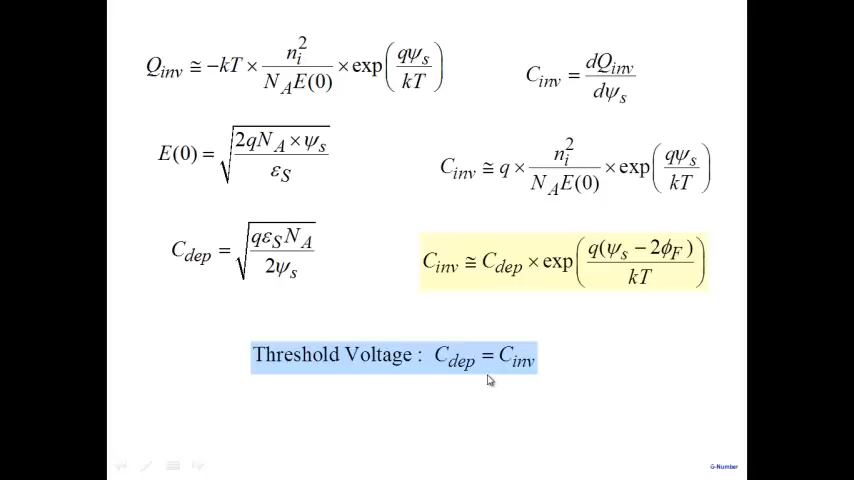 Q_inv ≅ −kT × n_i^2 / (N_A E(0)) × exp(qψ_s / kT)
C_inv = dQ_inv / dψ_s
E(0) = √(2qN_A × ψ_s / ε_S)
C_inv ≅ q × n_i^2 / (N_A E(0)) × exp(qψ_s / kT)
C_dep = √(qε_S N_A / 2ψ_s)
C_inv ≅ C_dep × exp(q(ψ_s − 2ϕ_F) / kT)
Threshold Voltage : C_dep = C_inv
G-Number